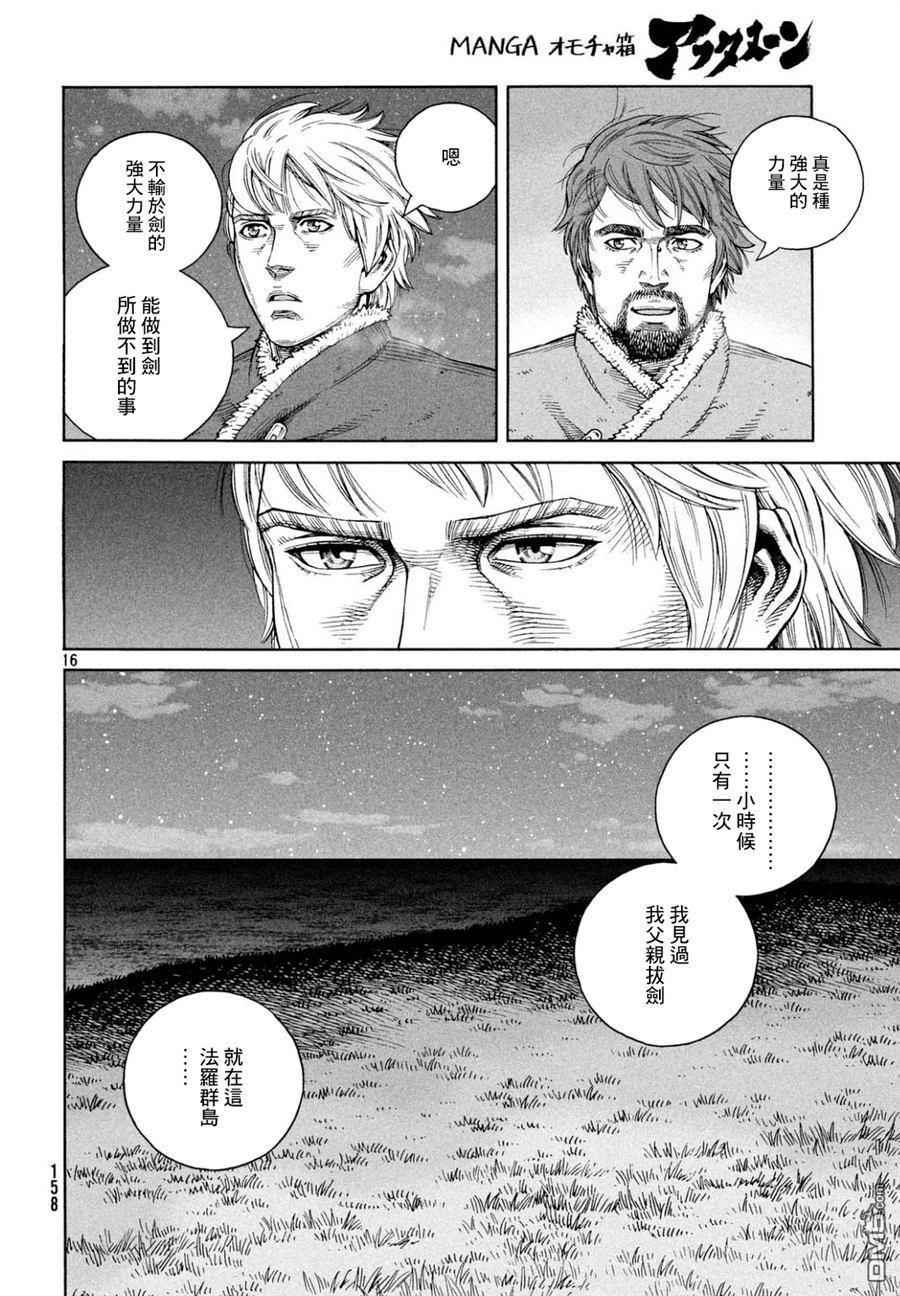 MANGA オモチャ箱 アフタヌーン
真是種
強大的
力量
嗯
不輸於劍的
強大力量
能做到劍
所做不到的事
16
………………
……小時候
只有一次
我見過
我父親拔劍
就在這
法羅群島
……
158